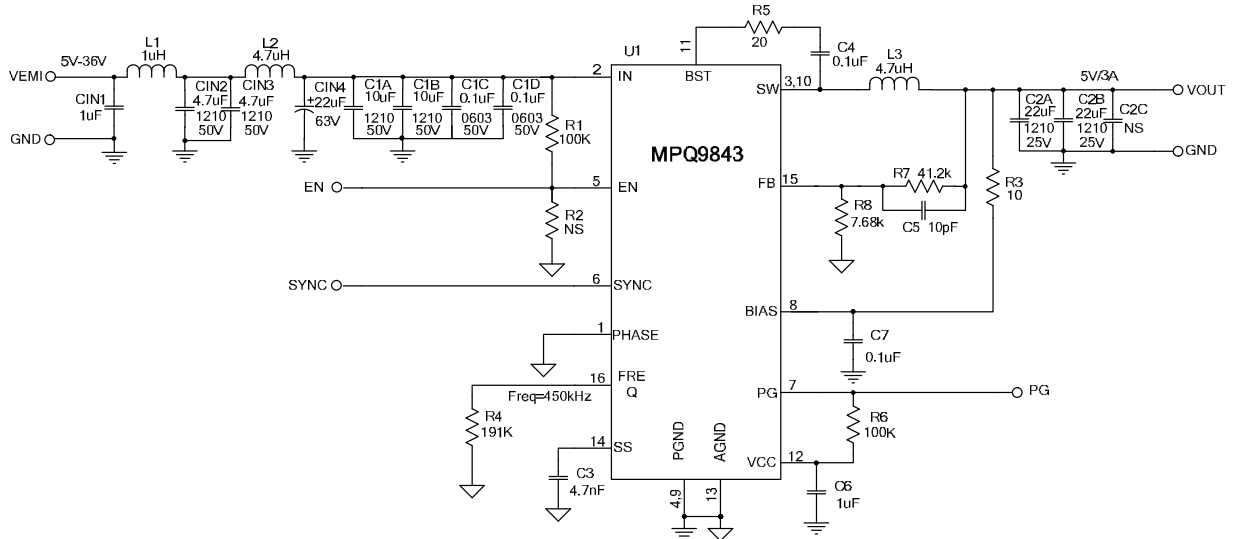 L1
1uH
L2
4.7uH
5V-36V
VEMI
GND
CIN1
1uF
CIN2
4.7uF
1210
50V
CIN3
4.7uF
1210
50V
CIN4
+
22uF
63V
C1A
10uF
1210
50V
C1B
10uF
1210
50V
C1C
0.1uF
0603
50V
C1D
0.1uF
0603
50V
R1
100K
R2
NS
EN
SYNC
R4
191K
Freq=450kHz
C3
4.7nF
U1
MPQ9843
2
IN
5
EN
6
SYNC
1
PHASE
16
FRE
Q
14
SS
11
BST
3,10
SW
15
FB
8
BIAS
7
PG
12
VCC
PGND
AGND
4,9
13
R5
20
C4
0.1uF
L3
4.7uH
R7 41.2k
C5 10pF
R8
7.68k
R3
10
C7
0.1uF
R6
100K
C6
1uF
PG
5V/3A
C2A
22uF
1210
25V
C2B
22uF
1210
25V
C2C
NS
VOUT
GND